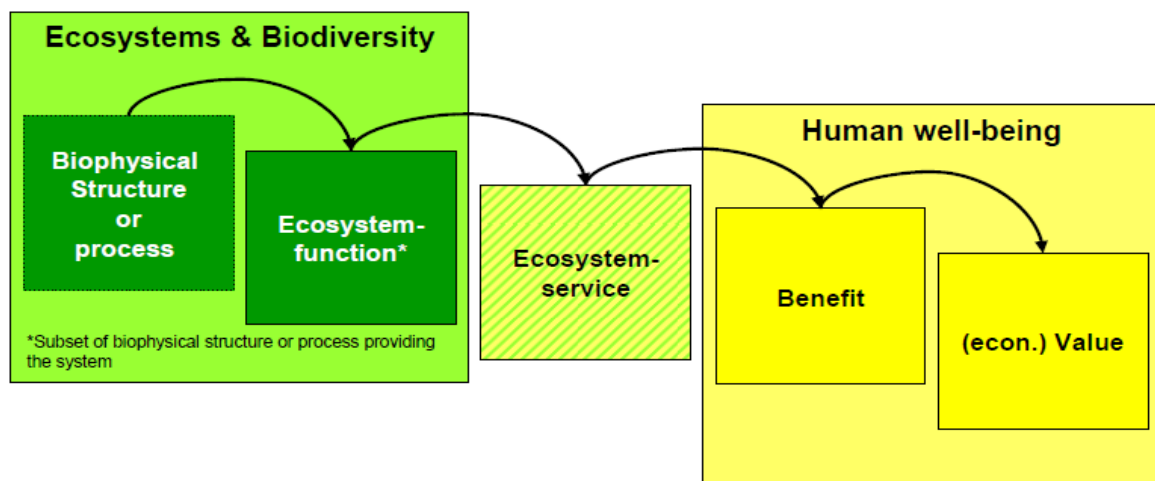 Ecosystems & Biodiversity
Biophysical
Structure
or
process
Ecosystem-
function*
*Subset of biophysical structure or process providing
the system
Ecosystem-
service
Human well-being
Benefit
(econ.) Value